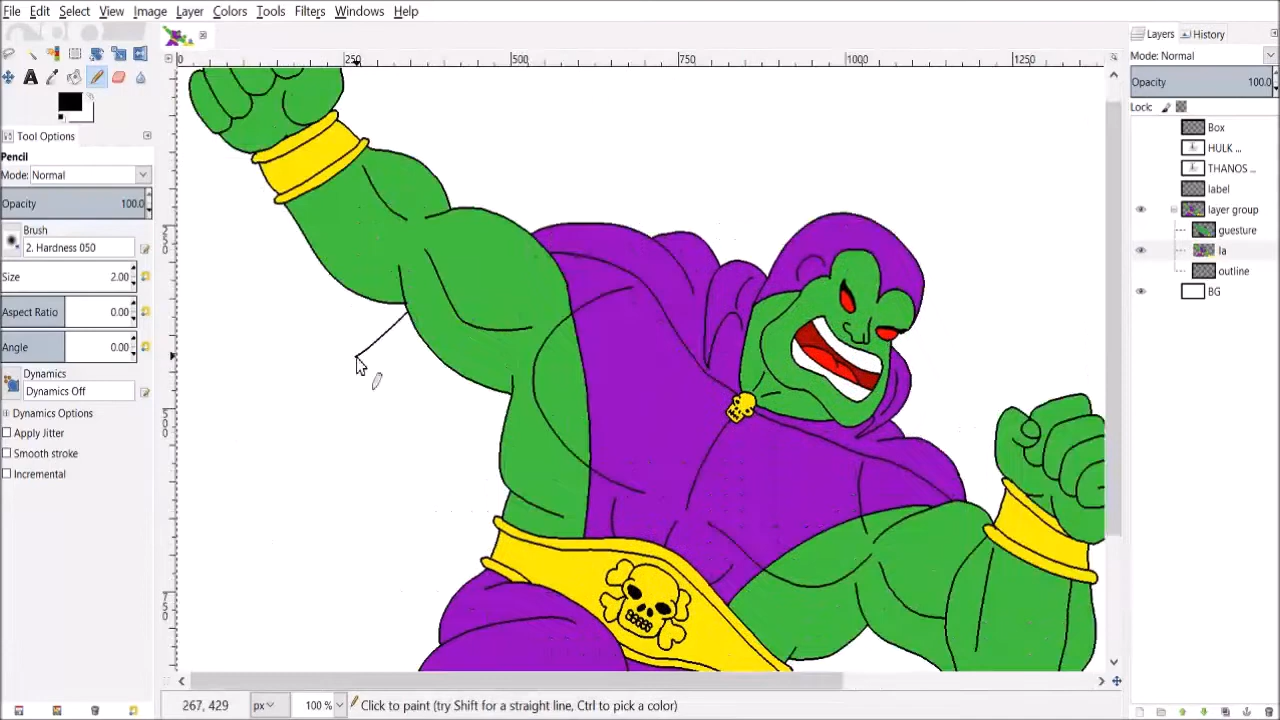 File Edit Select View Image Layer Colors Tools Filters Windows Help
Layers History
Mode: Normal
0 250 500 750 1000 1250
Opacity 100.0
Lock:
Tool Options
Pencil
Mode: Normal
Opacity 100.0
Brush
2. Hardness 050
Size 2.00
Aspect Ratio 0.00
Angle 0.00
Dynamics
Dynamics Off
Dynamics Options
Apply Jitter
Smooth stroke
Incremental
Box
HULK ...
THANOS ...
label
layer group
guesture
la
outline
BG
500
750
267, 429 px 100 % Click to paint (try Shift for a straight line, Ctrl to pick a color)